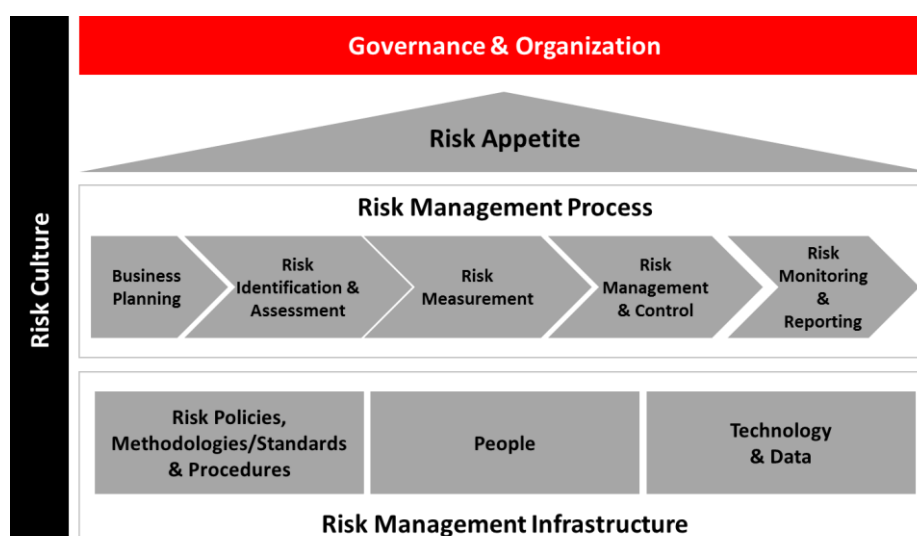 Risk Culture
Governance & Organization
Risk Appetite
Risk Management Process
Business
Planning
Risk
Identification &
Assessment
Risk
Measurement
Risk
Management
& Control
Risk
Monitoring
&
Reporting
Risk Policies,
Methodologies/Standards
& Procedures
People
Technology
& Data
Risk Management Infrastructure